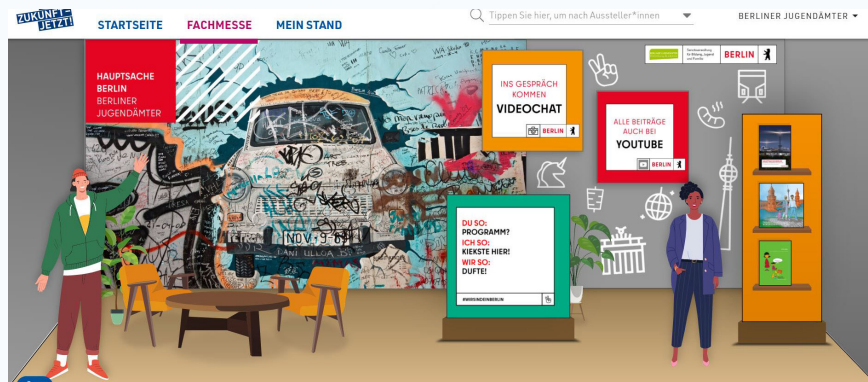 ZUKUNFT-
JETZT!
STARTSEITE
FACHMESSE
MEIN STAND
Tippen Sie hier, um nach Aussteller*innen
BERLINER JUGENDÄMTER
HAUPTSACHE
BERLIN
BERLINER
JUGENDÄMTER
NOV•9•89
INS GESPRÄCH
KOMMEN
VIDEOCHAT
BERLIN
BERLIN
ALLE BEITRÄGE
AUCH BEI
YOUTUBE
BERLIN
DU SO:
PROGRAMM?
ICH SO:
KIEKSTE HIER!
WIR SO:
DUFTE!
#WIRSINDEINBERLIN